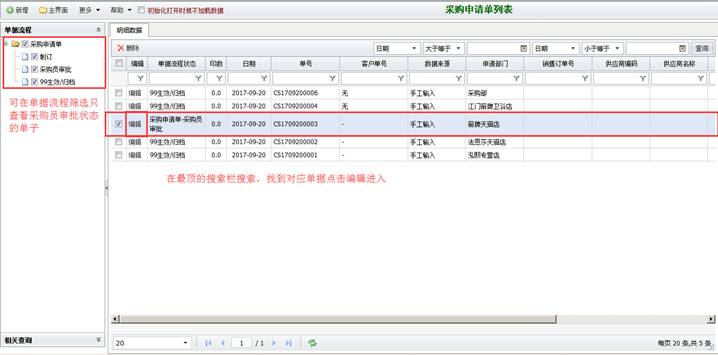 新增 主界面 更多 帮助 初始化打开时候不加载数据 采购申请单列表
单据流程
采购申请单
制订
采购员审批
99生效/归档
可在单据流程筛选只
查看采购员审批状态
的单子
相关查询
明细数据
删除 日期 大于等于 日期 小于等于 查询
编辑 单据流程状态 印数 日期 单号 客户单号 数据来源 申请部门 销售订单号 供应商编码 供应商名称
编辑 99生效/归档 0.0 2017-09-20 CS1709200006 无 手工输入 采购部
编辑 99生效/归档 0.0 2017-09-20 CS1709200004 无 手工输入 江门箭牌卫浴店
编辑 采购申请单-采购员
审批 0.0 2017-09-20 CS1709200003 - 手工输入 箭牌天猫店
编辑 99生效/归档 0.0 2017-09-20 CS1709200002 - 手工输入 法恩莎天猫店
编辑 99生效/归档 0.0 2017-09-20 CS1709200001 - 手工输入 泓熙专营店
在最顶的搜索栏搜索，找到对应单据点击编辑进入
20 1 / 1 每页 20 条,共 5 条